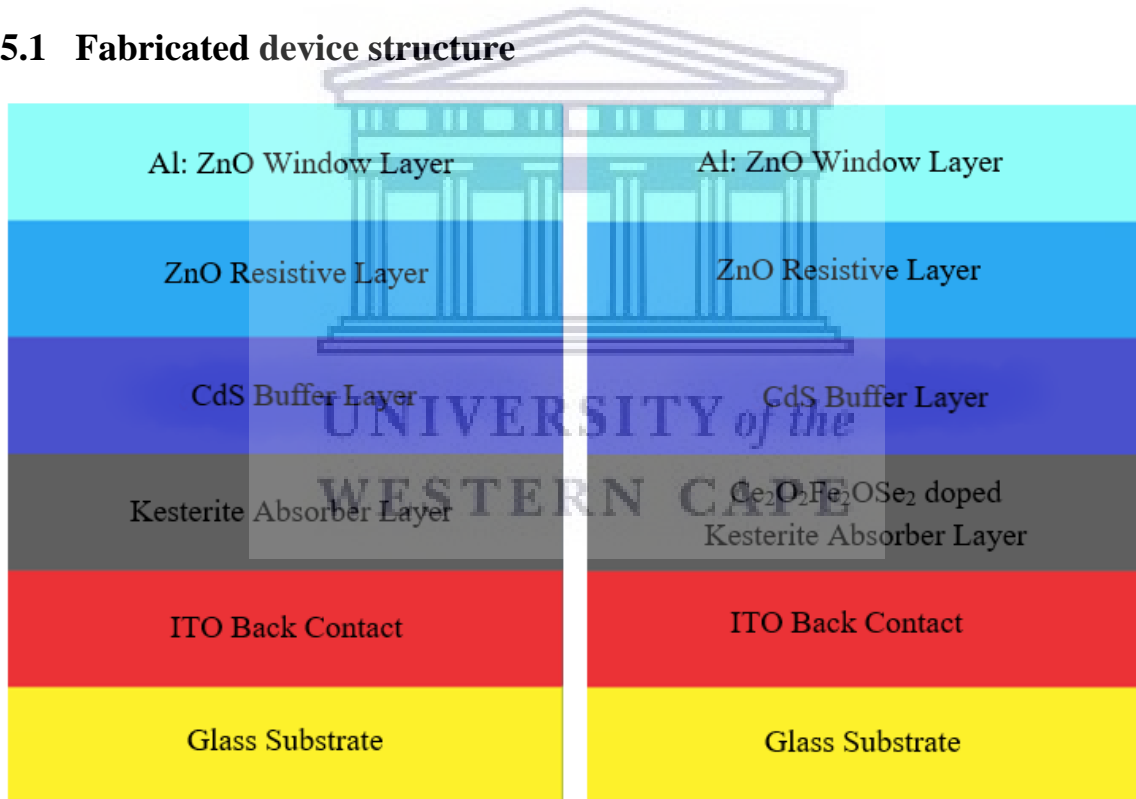 5.1 Fabricated device structure
Al: ZnO Window Layer
ZnO Resistive Layer
CdS Buffer Layer
Kesterite Absorber Layer
ITO Back Contact
Glass Substrate
Al: ZnO Window Layer
ZnO Resistive Layer
CdS Buffer Layer
Ce₂O₂Fe₂OSe₂ doped
Kesterite Absorber Layer
ITO Back Contact
Glass Substrate
UNIVERSITY of the
WESTERN CAPE